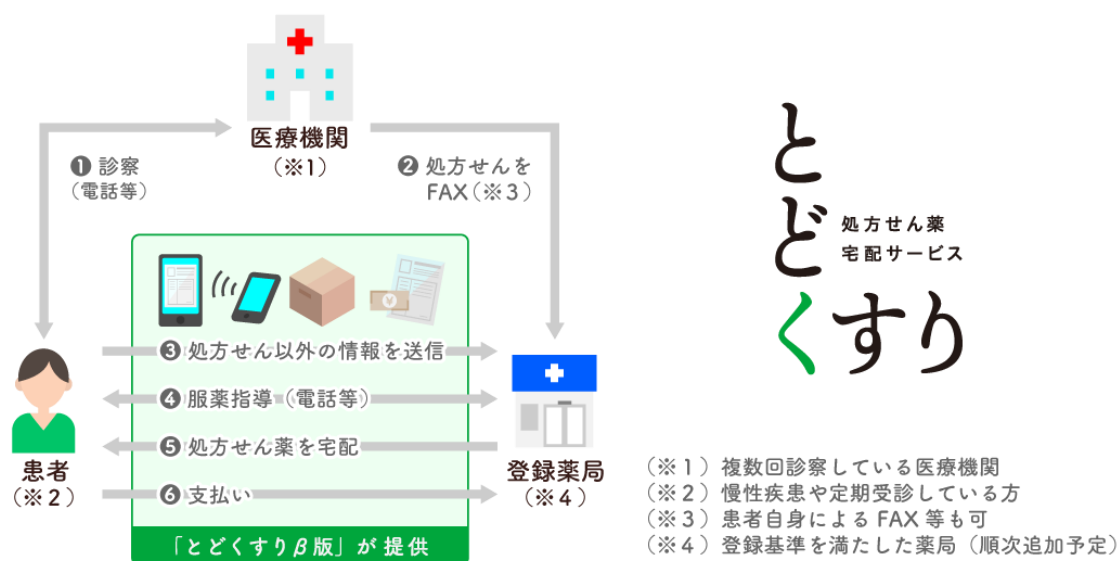 医療機関
（※1）
❶ 診察
（電話等）
❷ 処方せんを
FAX（※３）
❸ 処方せん以外の情報を送信
❹ 服薬指導（電話等）
❺ 処方せん薬を宅配
❻ 支払い
患者
（※２）
登録薬局
（※４）
「とどくすりβ版」が 提供
とどくすり
処方せん薬
宅配サービス
（※１）複数回診察している医療機関
（※２）慢性疾患や定期受診している方
（※３）患者自身による FAX 等も可
（※４）登録基準を満たした薬局（順次追加予定）
¥